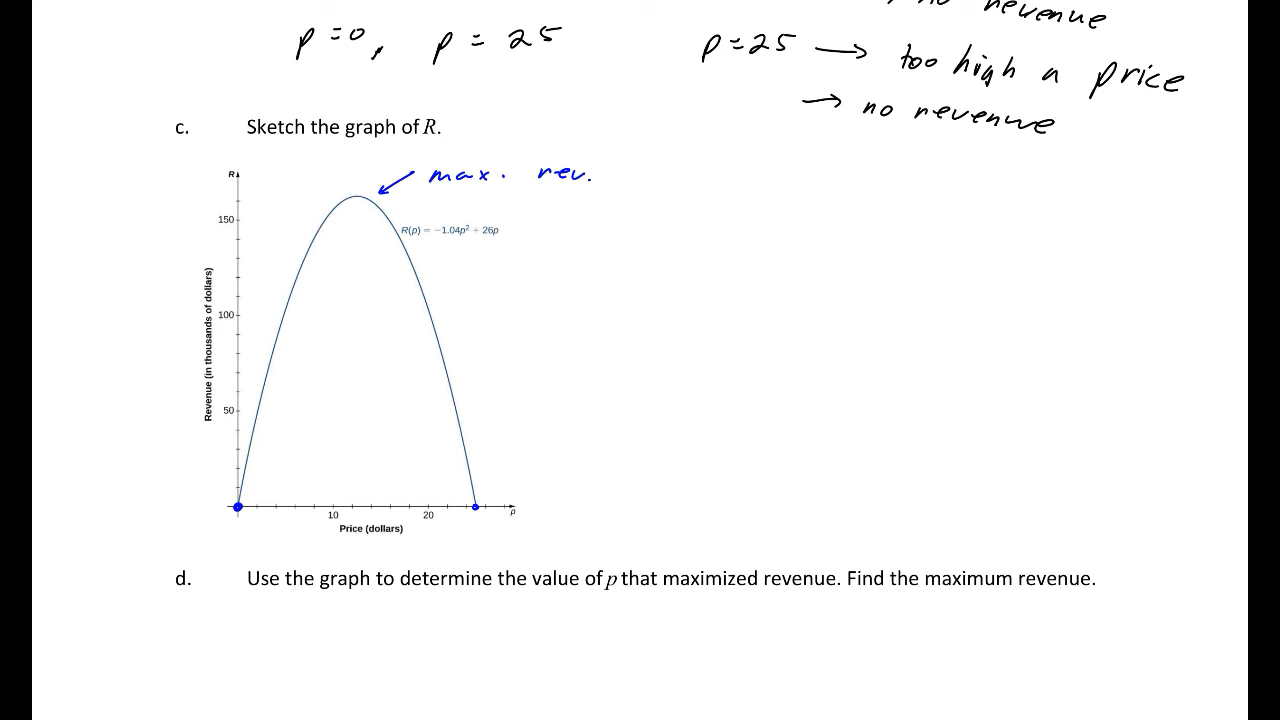 no revenue
p = 0, p = 25
p = 25 → too high a price
→ no revenue
c. Sketch the graph of R.
max. rev.
R
150
R(p) = −1.04p² + 26p
100
Revenue (in thousands of dollars)
50
10 20 p
Price (dollars)
d. Use the graph to determine the value of p that maximized revenue. Find the maximum revenue.